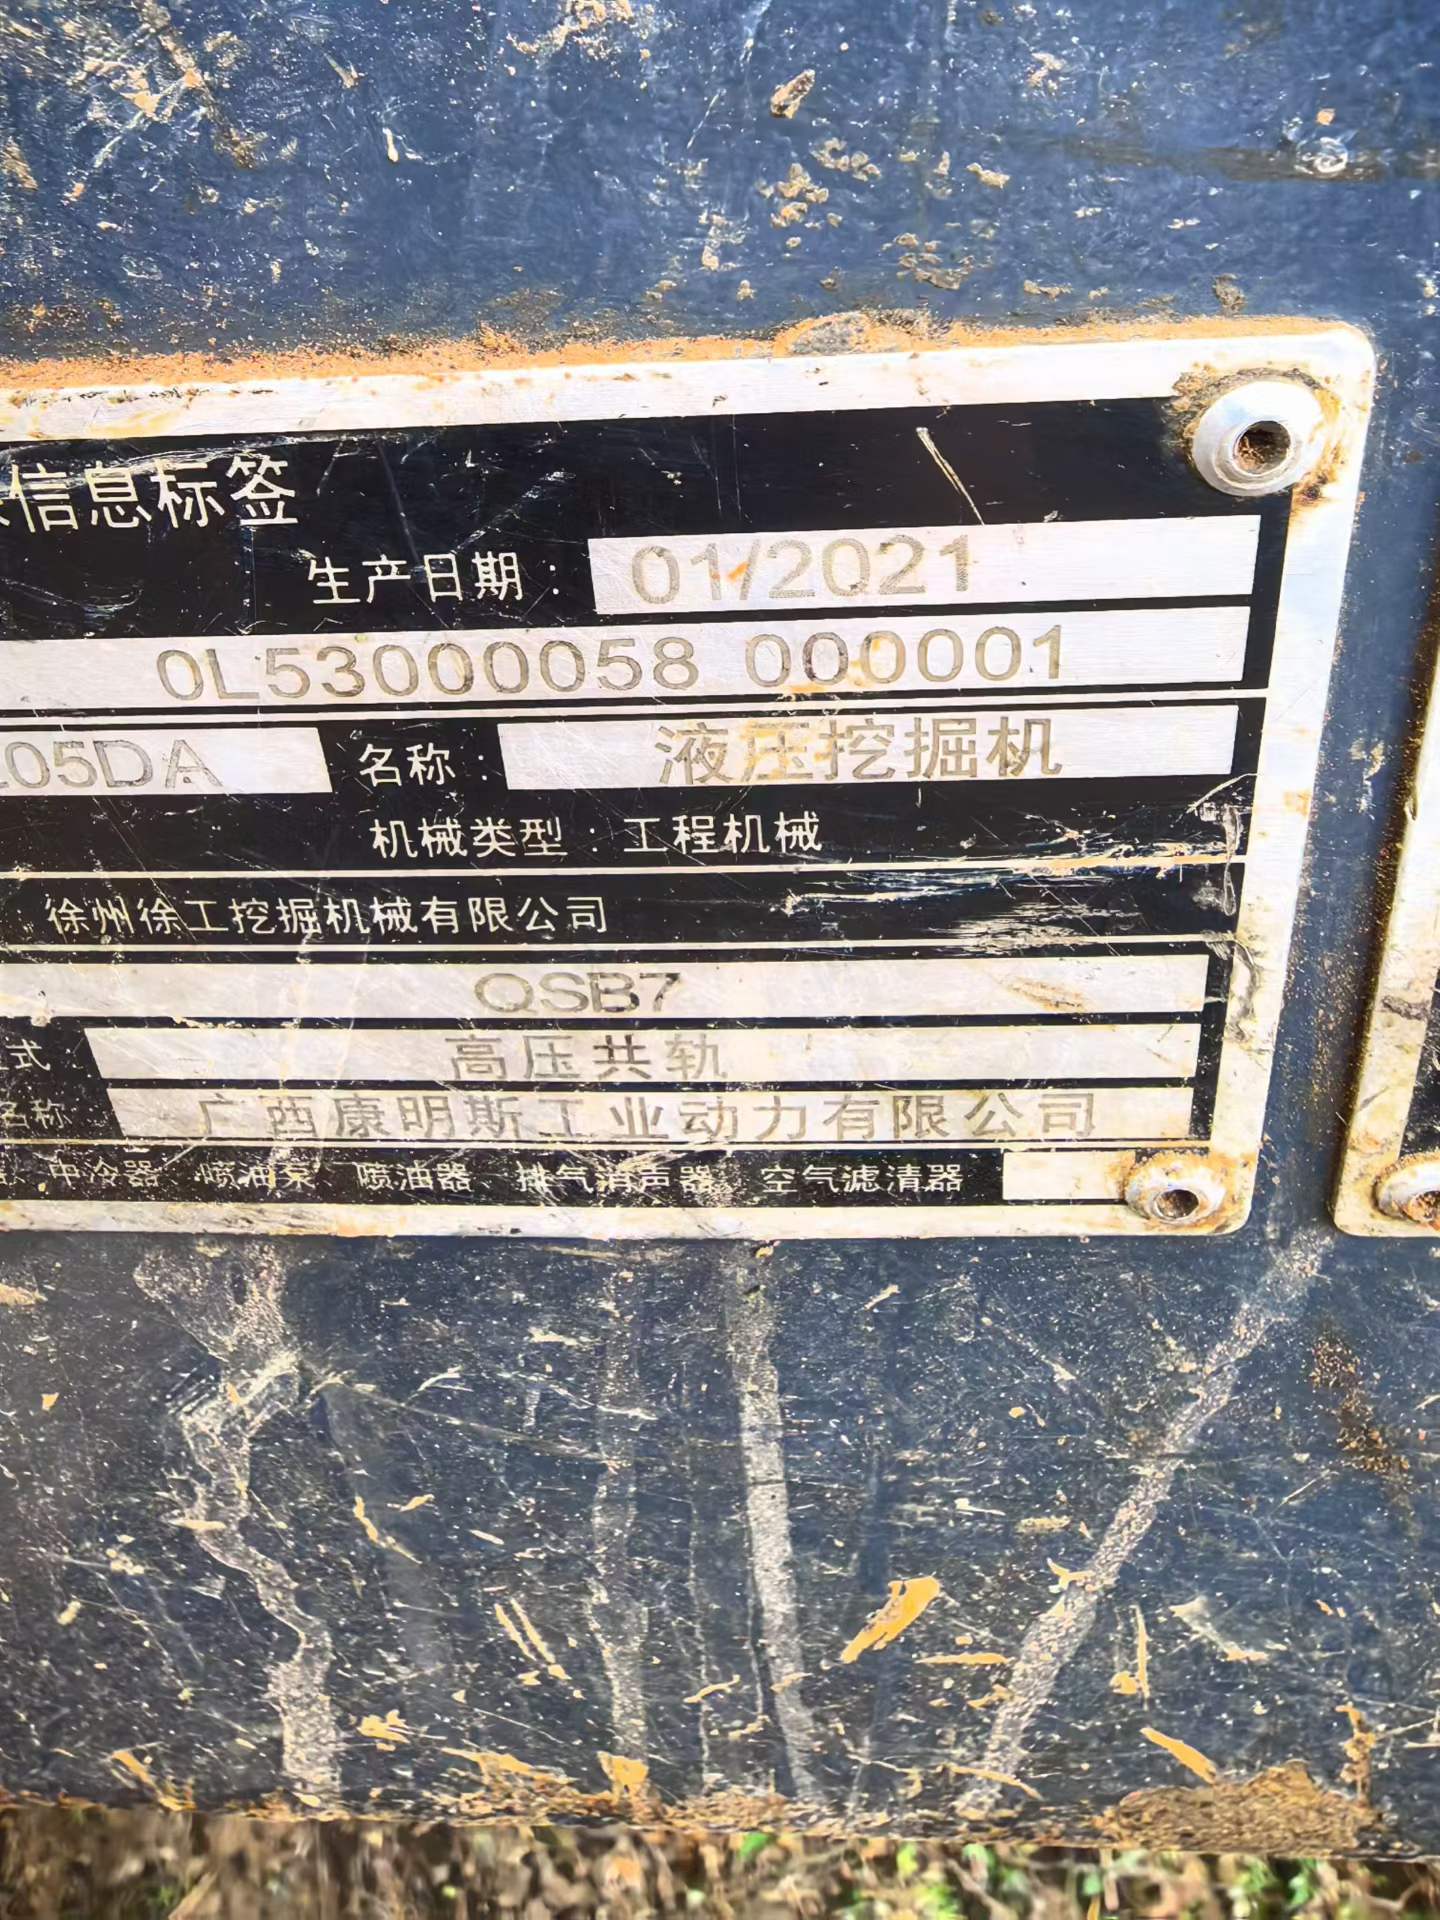 信息标签
生产日期： 01/2021
0L53000058 000001
05DA 名称： 液压挖掘机
机械类型：工程机械
徐州徐工挖掘机械有限公司
QSB7
式： 高压共轨
名称 广西康明斯工业动力有限公司
中冷器 喷油泵 喷油器 排气消声器 空气滤清器